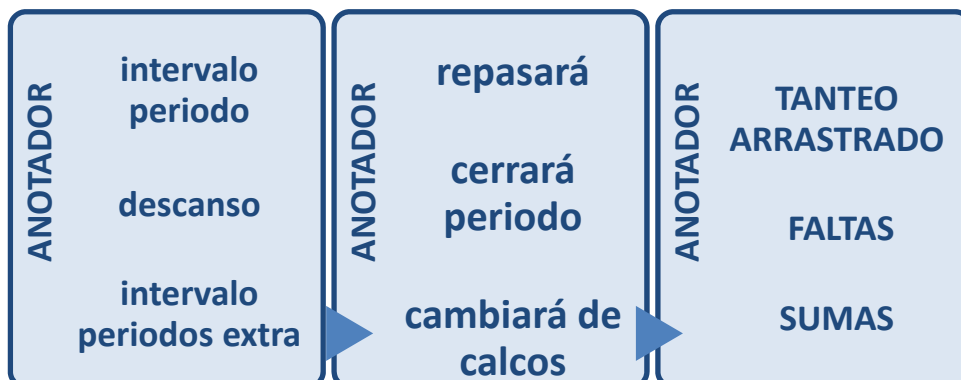 ANOTADOR
intervalo
periodo
descanso
intervalo
periodos extra
ANOTADOR
repasará
cerrará
periodo
cambiará de
calcos
ANOTADOR
TANTEO
ARRASTRADO
FALTAS
SUMAS